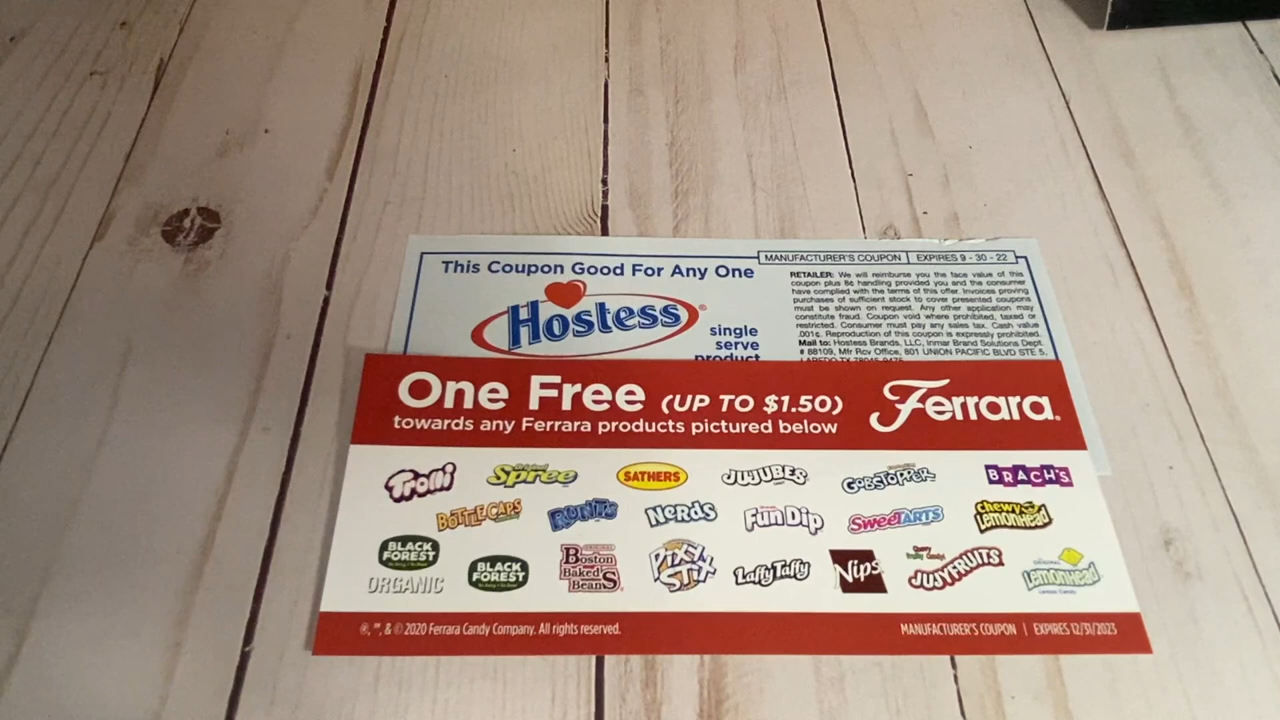 This Coupon Good For Any One
MANUFACTURER'S COUPON | EXPIRES 9 - 30 - 22
Hostess®
single
serve
product
RETAILER: We will reimburse you the face value of this
coupon plus 8¢ handling provided you and the consumer
have complied with the terms of this offer. Invoices proving
purchases of sufficient stock to cover presented coupons
must be shown on request. Any other application may
constitute fraud. Coupon void where prohibited, taxed or
restricted. Consumer must pay any sales tax. Cash value
.001¢. Reproduction of this coupon is expressly prohibited.
Mail to: Hostess Brands, LLC, Inmar Brand Solutions Dept.
# 88109, Mfr Rcv Office, 801 UNION PACIFIC BLVD STE 5,
LAREDO TX 78045-9475
One Free (UP TO $1.50)
towards any Ferrara products pictured below
Ferrara®
Trolli
Spree
SATHERS
JUJUBES
GOBSTOPPER
BRACH'S
BOTTLECAPS
RUNTS
NERDS
Fun Dip
SWEETARTS
CHEWY LEMONHEAD
BLACK FOREST
ORGANIC
BLACK FOREST
ORIGINAL Boston Baked Beans
PIXY STIX
Laffy Taffy
Nips
JUJYFRUITS
LEMONHEAD
®, ™, & © 2020 Ferrara Candy Company. All rights reserved.
MANUFACTURER'S COUPON | EXPIRES 12/31/2023